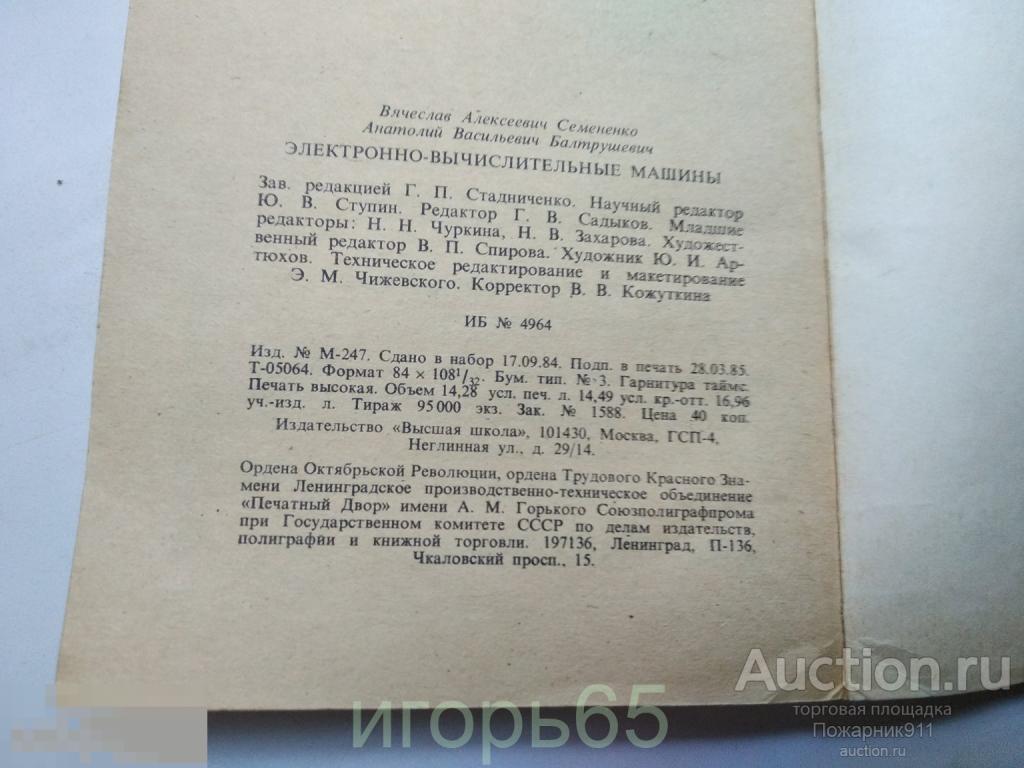 Вячеслав Алексеевич Семененко
Анатолий Васильевич Балтрушевич
ЭЛЕКТРОННО-ВЫЧИСЛИТЕЛЬНЫЕ МАШИНЫ
Зав. редакцией Г. П. Стадниченко. Научный редактор
Ю. В. Ступин. Редактор Г. В. Садыков. Младшие
редакторы: Н. Н. Чуркина, Н. В. Захарова. Художест-
венный редактор В. П. Спирова. Художник Ю. И. Ар-
тюхов. Техническое редактирование и макетирование
Э. М. Чижевского. Корректор В. В. Кожуткина
ИБ № 4964
Изд. № М-247. Сдано в набор 17.09.84. Подп. в печать 28.03.85.
Т-05064. Формат 84 × 108¹/₃₂. Бум. тип. № 3. Гарнитура таймс.
Печать высокая. Объем 14,28 усл. печ. л. 14,49 усл. кр.-отт. 16,96
уч.-изд. л. Тираж 95 000 экз. Зак. № 1588. Цена 40 коп.
Издательство «Высшая школа», 101430, Москва, ГСП-4,
Неглинная ул., д. 29/14.
Ордена Октябрьской Революции, ордена Трудового Красного Зна-
мени Ленинградское производственно-техническое объединение
«Печатный Двор» имени А. М. Горького Союзполиграфпрома
при Государственном комитете СССР по делам издательств,
полиграфии и книжной торговли. 197136, Ленинград, П-136,
Чкаловский просп., 15.
игорь65
Auction.ru
торговая площадка
Пожарник911
auction.ru